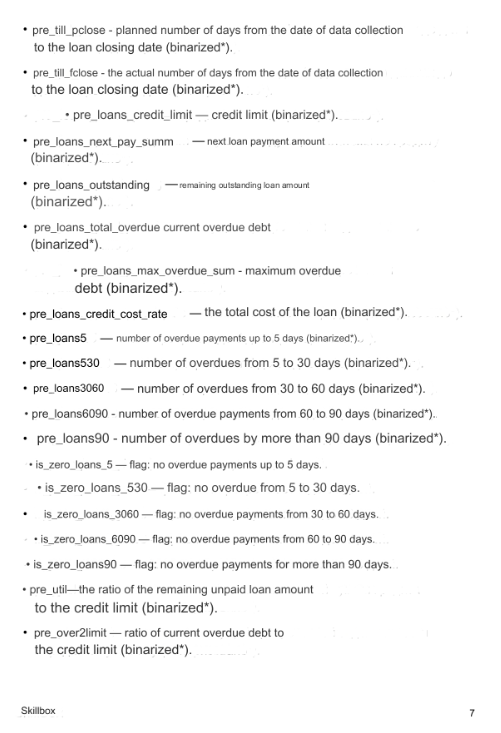 • pre_till_pclose - planned number of days from the date of data collection
to the loan closing date (binarized*).
• pre_till_fclose - the actual number of days from the date of data collection
to the loan closing date (binarized*).
• pre_loans_credit_limit — credit limit (binarized*).
• pre_loans_next_pay_summ — next loan payment amount
(binarized*).
• pre_loans_outstanding — remaining outstanding loan amount
(binarized*).
• pre_loans_total_overdue current overdue debt
(binarized*).
• pre_loans_max_overdue_sum - maximum overdue
debt (binarized*).
• pre_loans_credit_cost_rate — the total cost of the loan (binarized*).
• pre_loans5 — number of overdue payments up to 5 days (binarized*).
• pre_loans530 — number of overdues from 5 to 30 days (binarized*).
• pre_loans3060 — number of overdues from 30 to 60 days (binarized*).
• pre_loans6090 - number of overdue payments from 60 to 90 days (binarized*).
• pre_loans90 - number of overdues by more than 90 days (binarized*).
• is_zero_loans_5 — flag: no overdue payments up to 5 days.
• is_zero_loans_530 — flag: no overdue from 5 to 30 days.
• is_zero_loans_3060 — flag: no overdue payments from 30 to 60 days.
• is_zero_loans_6090 — flag: no overdue payments from 60 to 90 days.
• is_zero_loans90 — flag: no overdue payments for more than 90 days.
• pre_util—the ratio of the remaining unpaid loan amount
to the credit limit (binarized*).
• pre_over2limit — ratio of current overdue debt to
the credit limit (binarized*).
Skillbox
7